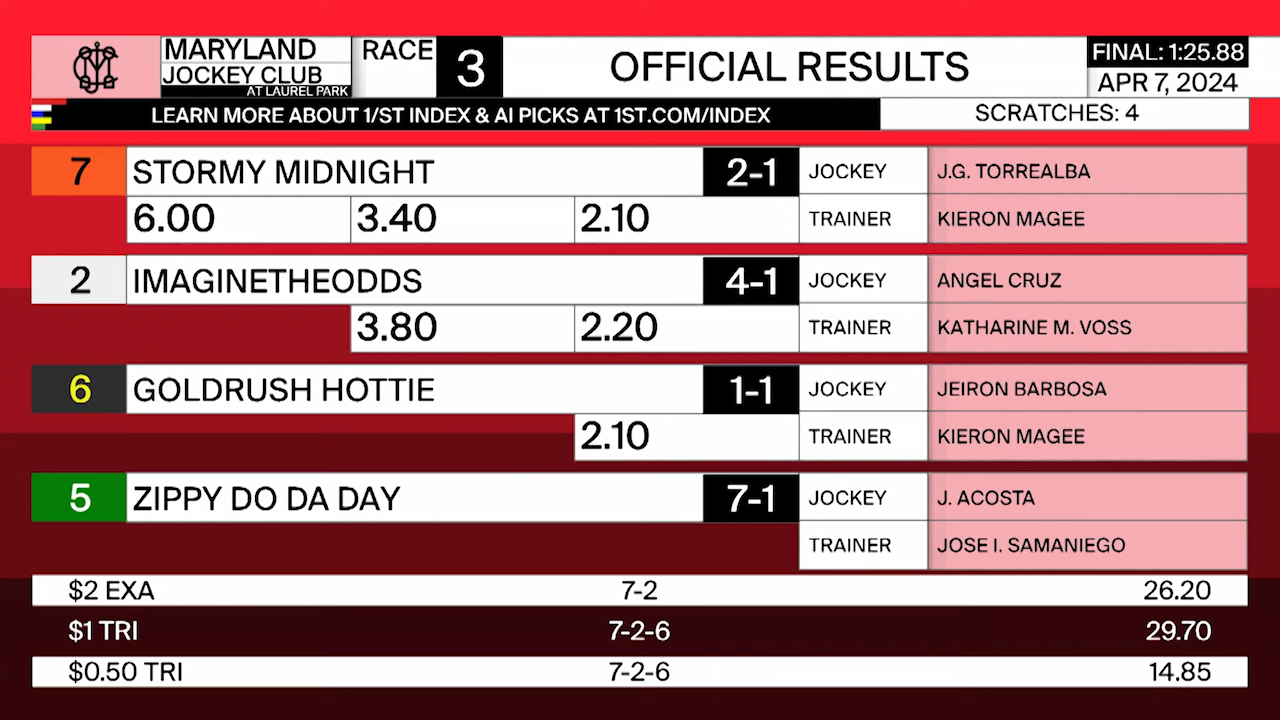 MARYLAND
JOCKEY CLUB
AT LAUREL PARK
RACE 3
OFFICIAL RESULTS
FINAL: 1:25.88
APR 7, 2024
LEARN MORE ABOUT 1/ST INDEX & AI PICKS AT 1ST.COM/INDEX
SCRATCHES: 4
7 STORMY MIDNIGHT 2-1 JOCKEY J.G. TORREALBA
6.00 3.40 2.10 TRAINER KIERON MAGEE
2 IMAGINETHEODDS 4-1 JOCKEY ANGEL CRUZ
3.80 2.20 TRAINER KATHARINE M. VOSS
6 GOLDRUSH HOTTIE 1-1 JOCKEY JEIRON BARBOSA
2.10 TRAINER KIERON MAGEE
5 ZIPPY DO DA DAY 7-1 JOCKEY J. ACOSTA
TRAINER JOSE I. SAMANIEGO
$2 EXA 7-2 26.20
$1 TRI 7-2-6 29.70
$0.50 TRI 7-2-6 14.85